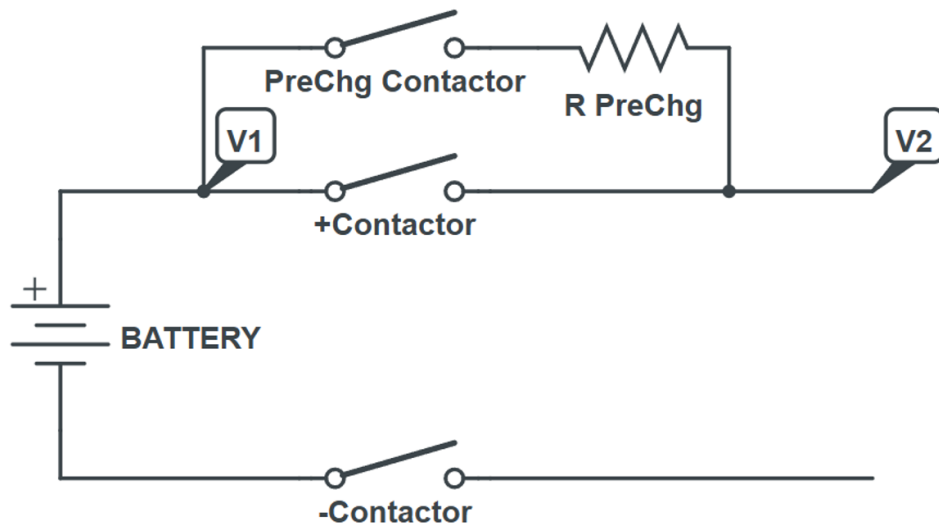 PreChg Contactor
R PreChg
V1
V2
+Contactor
+
BATTERY
-Contactor